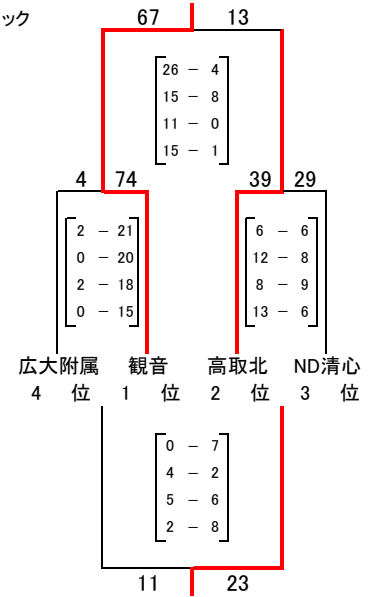 ック
67 13
26 - 4
15 - 8
11 - 0
15 - 1
4 74 39 29
2 - 21 6 - 6
0 - 20 12 - 8
2 - 18 8 - 9
0 - 15 13 - 6
広大附属 観音 高取北 ND清心
4 位 1 位 2 位 3 位
0 - 7
4 - 2
5 - 6
2 - 8
11 23